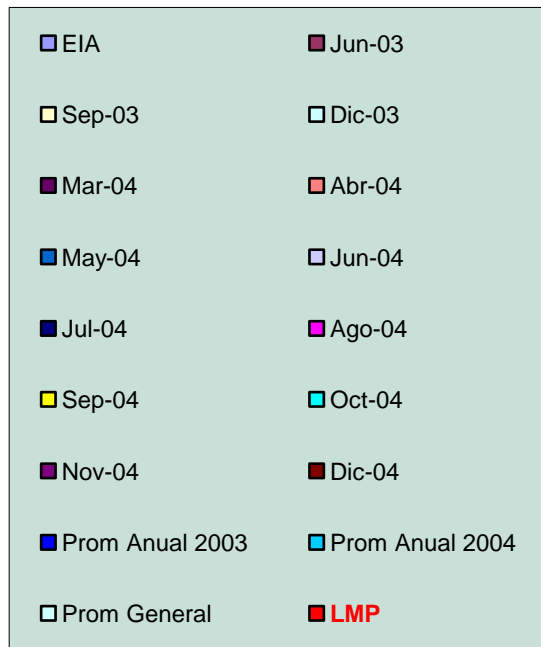 EIA Jun-03
Sep-03 Dic-03
Mar-04 Abr-04
May-04 Jun-04
Jul-04 Ago-04
Sep-04 Oct-04
Nov-04 Dic-04
Prom Anual 2003 Prom Anual 2004
Prom General LMP